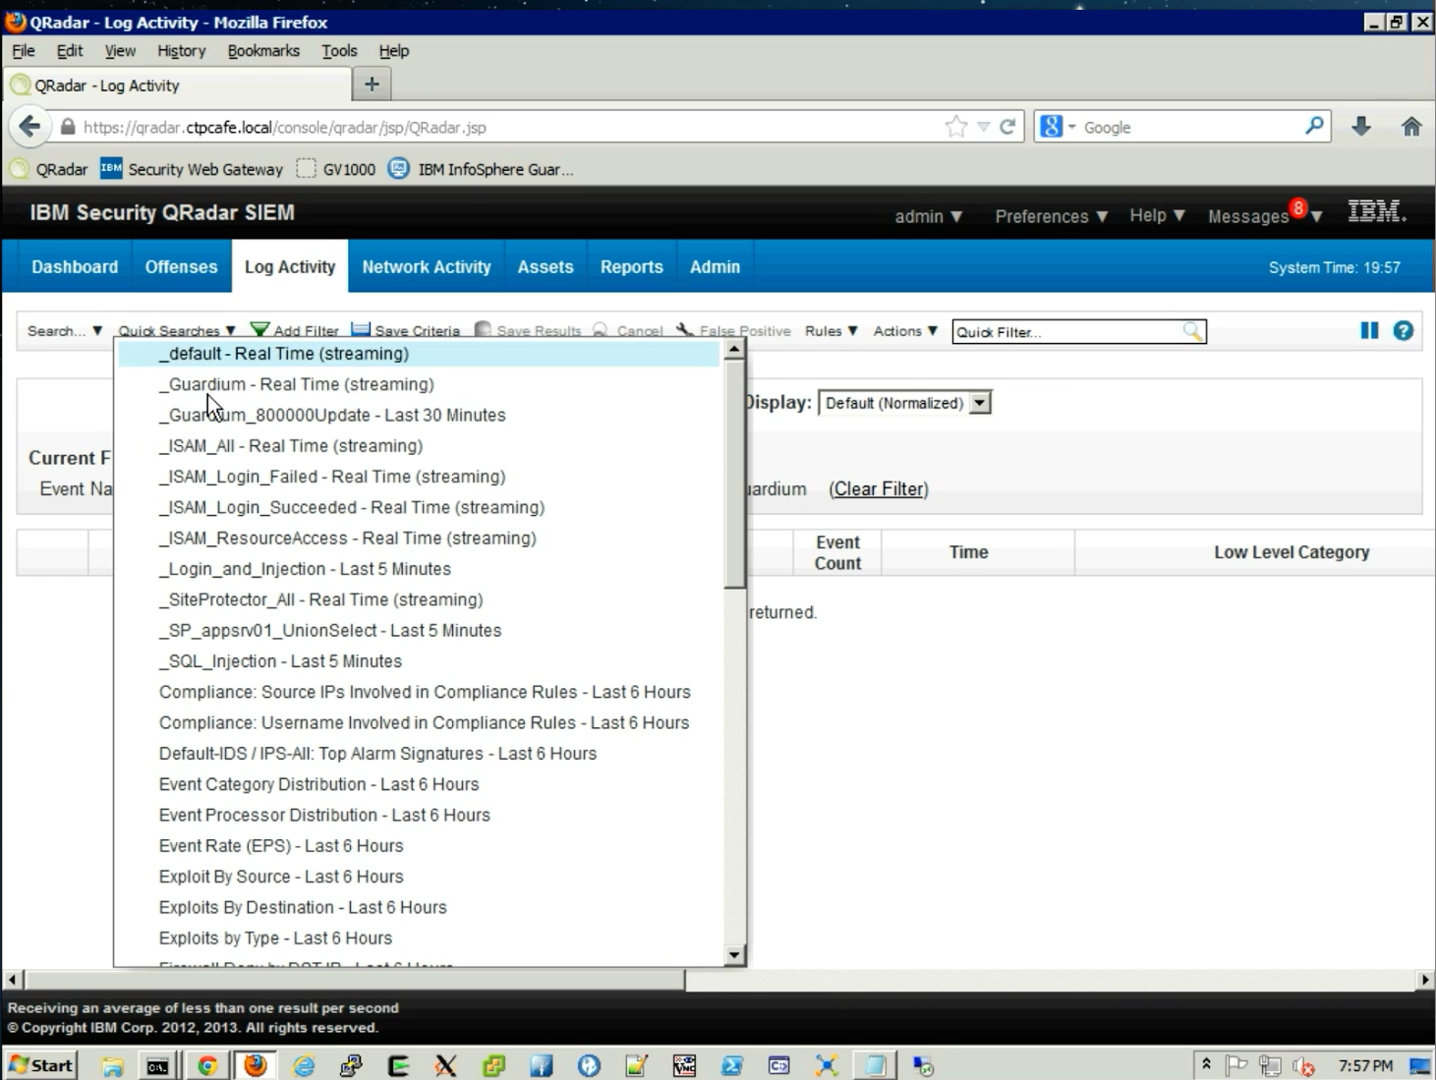 QRadar - Log Activity - Mozilla Firefox
File Edit View History Bookmarks Tools Help
QRadar - Log Activity
https://qradar.ctpcafe.local/console/qradar/jsp/QRadar.jsp
Google
QRadar IBM Security Web Gateway GV1000 IBM InfoSphere Guar...
IBM Security QRadar SIEM
admin ▼ Preferences ▼ Help ▼ Messages 8 ▼ IBM.
Dashboard Offenses Log Activity Network Activity Assets Reports Admin System Time: 19:57
Search... ▼ Quick Searches ▼ Add Filter Save Criteria Save Results Cancel False Positive Rules ▼ Actions ▼ Quick Filter...
_default - Real Time (streaming)
_Guardium - Real Time (streaming)
Display: Default (Normalized)
_Guardium_800000Update - Last 30 Minutes
_ISAM_All - Real Time (streaming)
Current F
_ISAM_Login_Failed - Real Time (streaming)
Event Na
uardium (Clear Filter)
_ISAM_Login_Succeeded - Real Time (streaming)
_ISAM_ResourceAccess - Real Time (streaming)
Event Count Time Low Level Category
_Login_and_Injection - Last 5 Minutes
_SiteProtector_All - Real Time (streaming)
returned.
_SP_appsrv01_UnionSelect - Last 5 Minutes
_SQL_Injection - Last 5 Minutes
Compliance: Source IPs Involved in Compliance Rules - Last 6 Hours
Compliance: Username Involved in Compliance Rules - Last 6 Hours
Default-IDS / IPS-All: Top Alarm Signatures - Last 6 Hours
Event Category Distribution - Last 6 Hours
Event Processor Distribution - Last 6 Hours
Event Rate (EPS) - Last 6 Hours
Exploit By Source - Last 6 Hours
Exploits By Destination - Last 6 Hours
Exploits by Type - Last 6 Hours
Receiving an average of less than one result per second
© Copyright IBM Corp. 2012, 2013. All rights reserved.
Start 7:57 PM